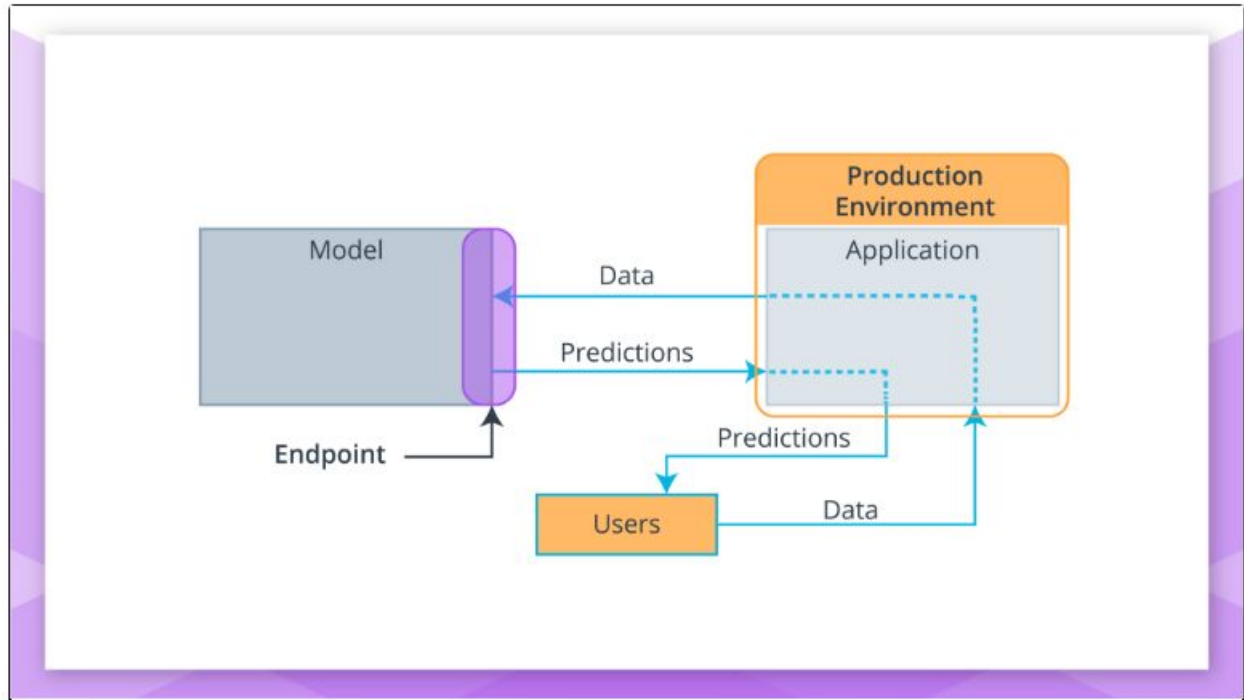 Production
Environment
Model
Application
Data
Predictions
Predictions
Endpoint
Users
Data